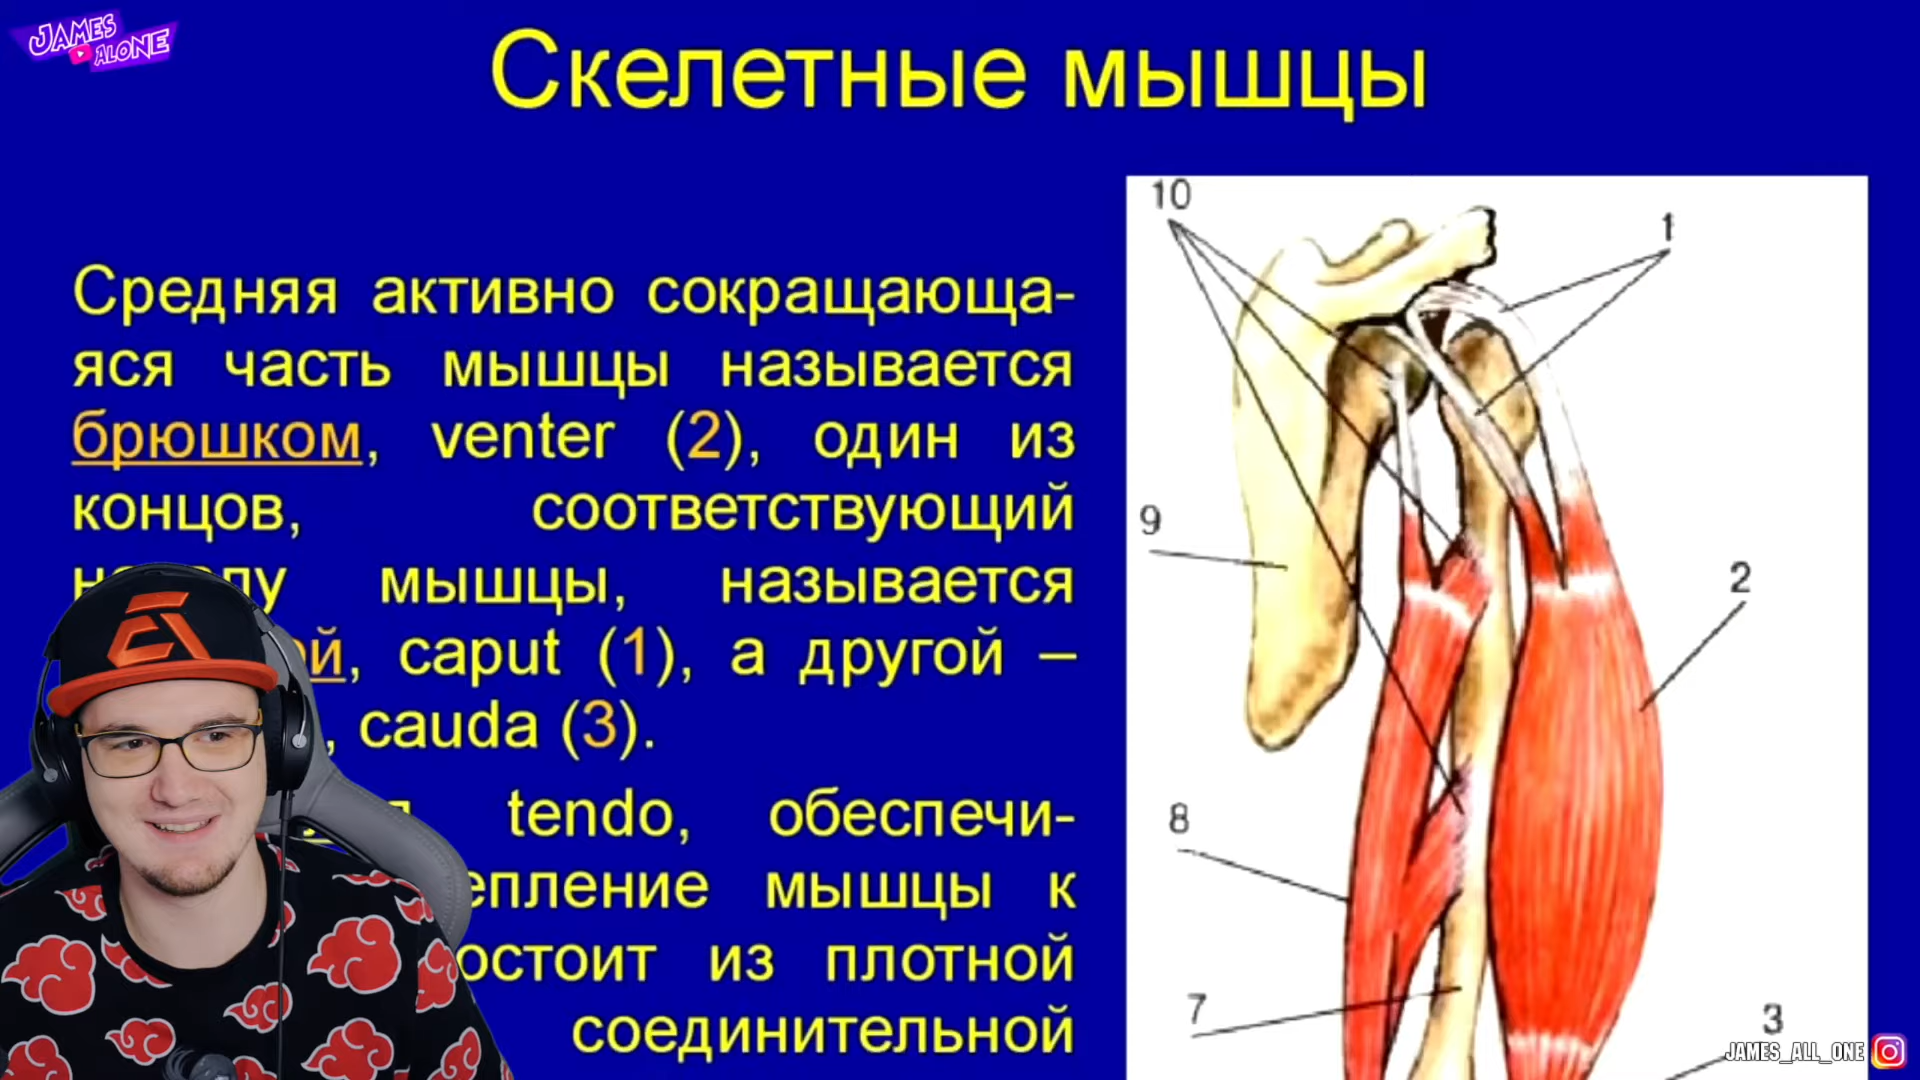 JAMES
ALONE
Скелетные мышцы
Средняя активно сокращающа-
яся часть мышцы называется
брюшком, venter (2), один из
концов, соответствующий
мышцы, называется
caput (1), а другой –
, cauda (3).
tendo, обеспечи-
мышцы к
из плотной
соединительной
10
1
9
2
8
7
3
JAMES_ALL_ONE